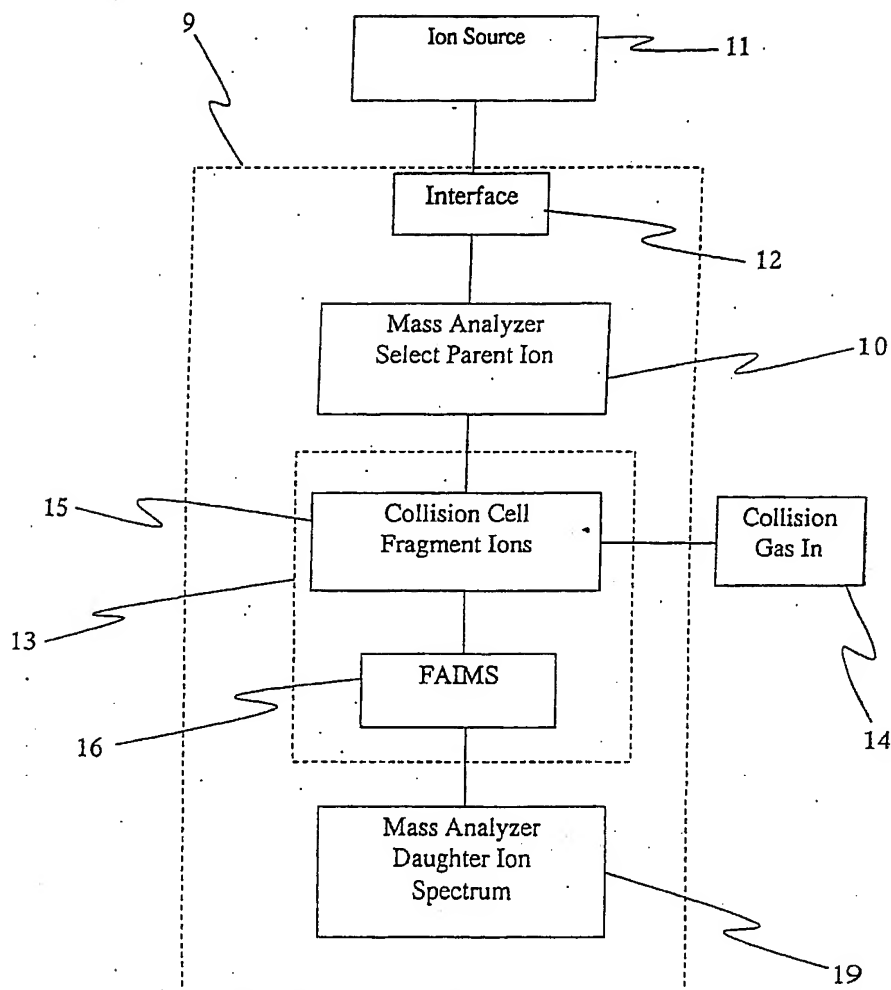 9
Ion Source
11
Interface
12
Mass Analyzer
Select Parent Ion
10
15
Collision Cell
Fragment Ions
Collision
Gas In
13
FAIMS
16
14
Mass Analyzer
Daughter Ion
Spectrum
19